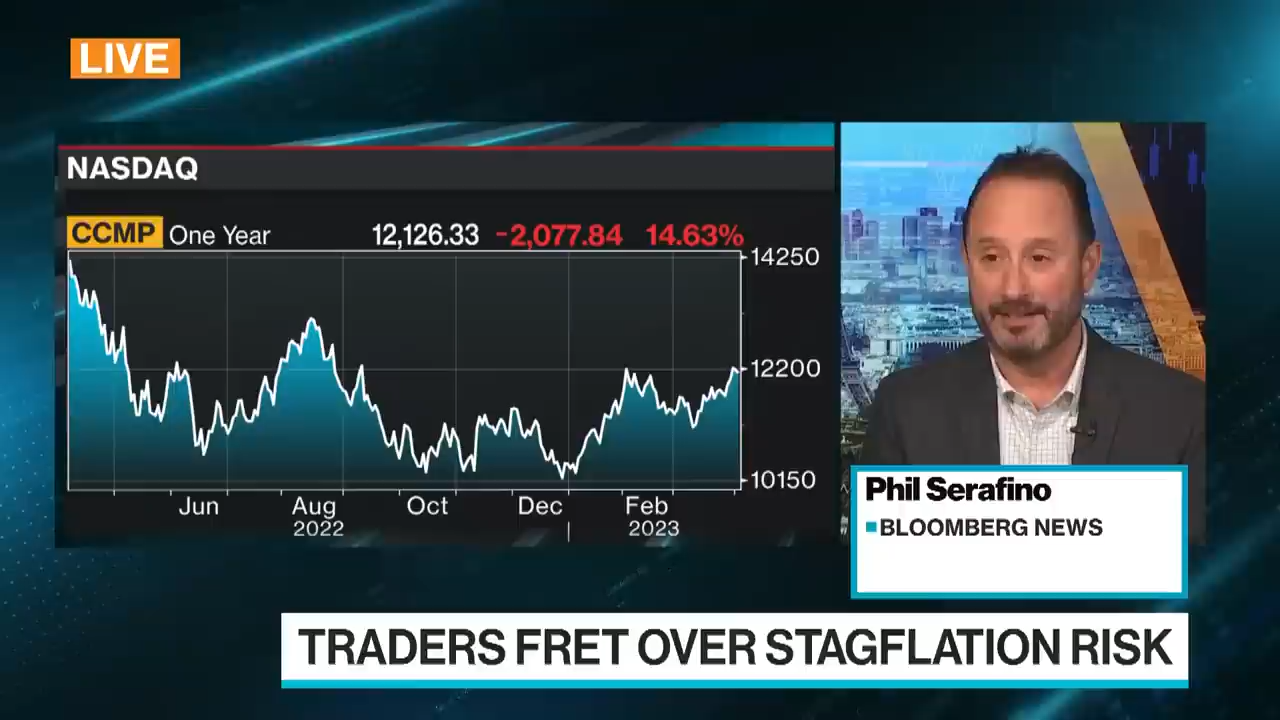 LIVE
NASDAQ
CCMP One Year 12,126.33 -2,077.84 14.63%
14250
12200
10150
Jun Aug Oct Dec Feb
2022 2023
Phil Serafino
BLOOMBERG NEWS
TRADERS FRET OVER STAGFLATION RISK